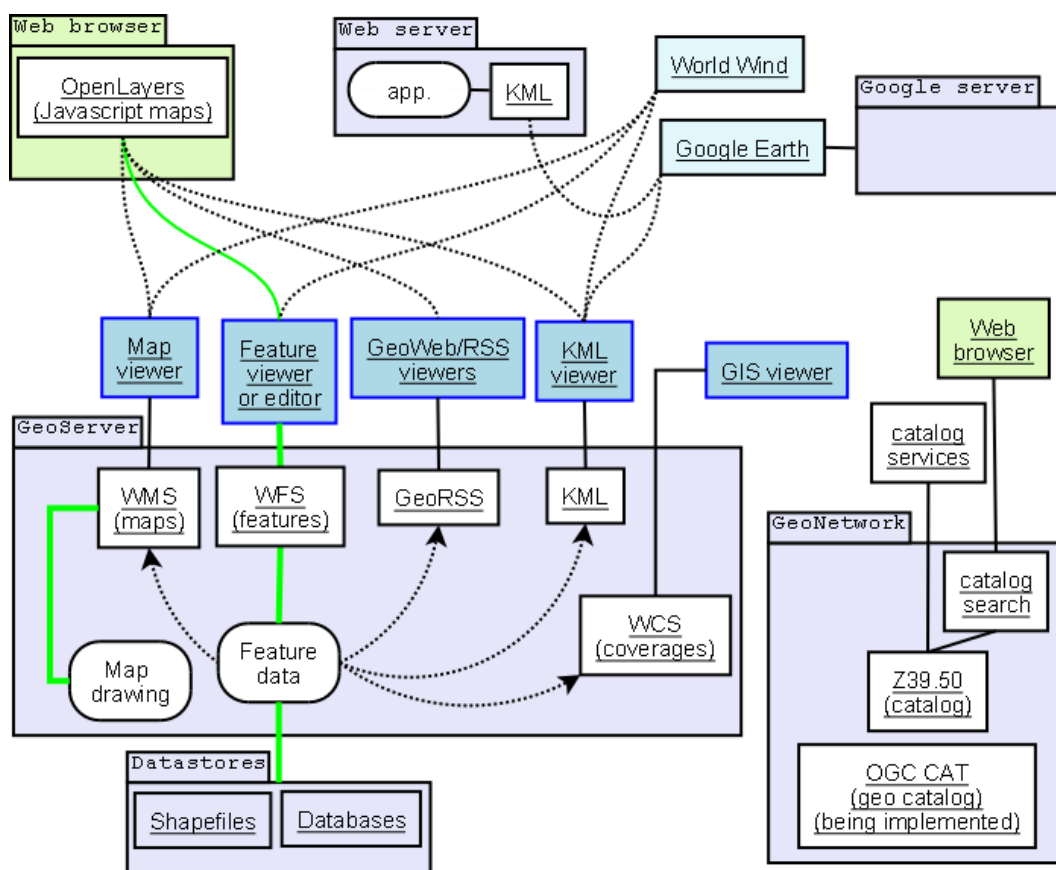 Web browser
OpenLayers
(Javascript maps)
Web server
app.
KML
World Wind
Google Earth
Google server
Map
viewer
Feature
viewer
or editor
GeoWeb/RSS
viewers
KML
viewer
GIS viewer
Web
browser
GeoServer
WMS
(maps)
WFS
(features)
GeoRSS
KML
WCS
(coverages)
Map
drawing
Feature
data
catalog
services
GeoNetwork
catalog
search
Z39.50
(catalog)
OGC CAT
(geo catalog)
(being implemented)
Datastores
Shapefiles
Databases